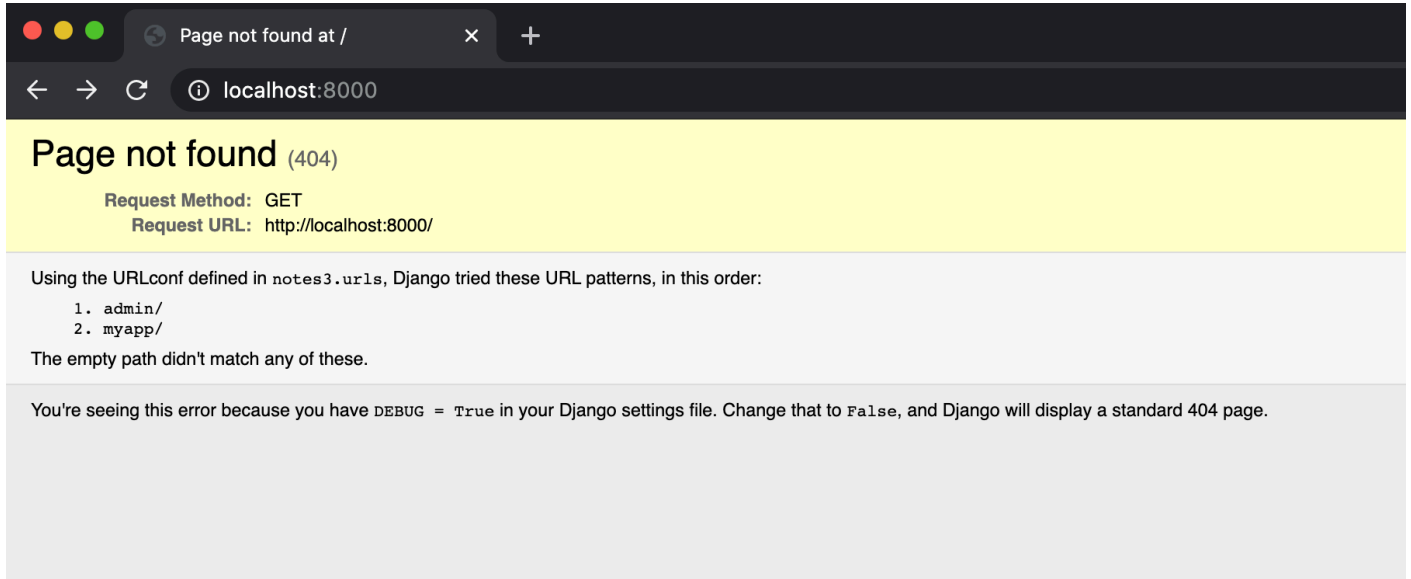 Page not found at /
localhost:8000
Page not found (404)
Request Method: GET
Request URL: http://localhost:8000/
Using the URLconf defined in notes3.urls, Django tried these URL patterns, in this order:
1. admin/
2. myapp/
The empty path didn't match any of these.
You're seeing this error because you have DEBUG = True in your Django settings file. Change that to False, and Django will display a standard 404 page.